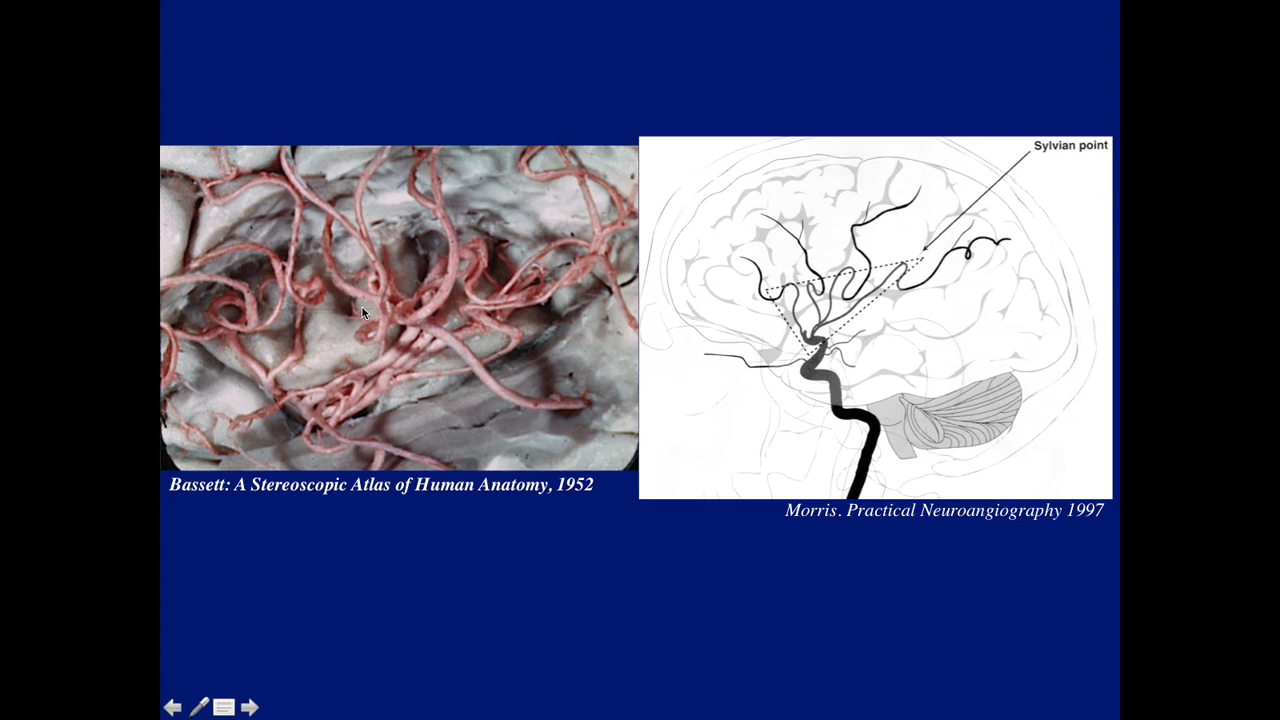 Sylvian point
Bassett: A Stereoscopic Atlas of Human Anatomy, 1952
Morris. Practical Neuroangiography 1997